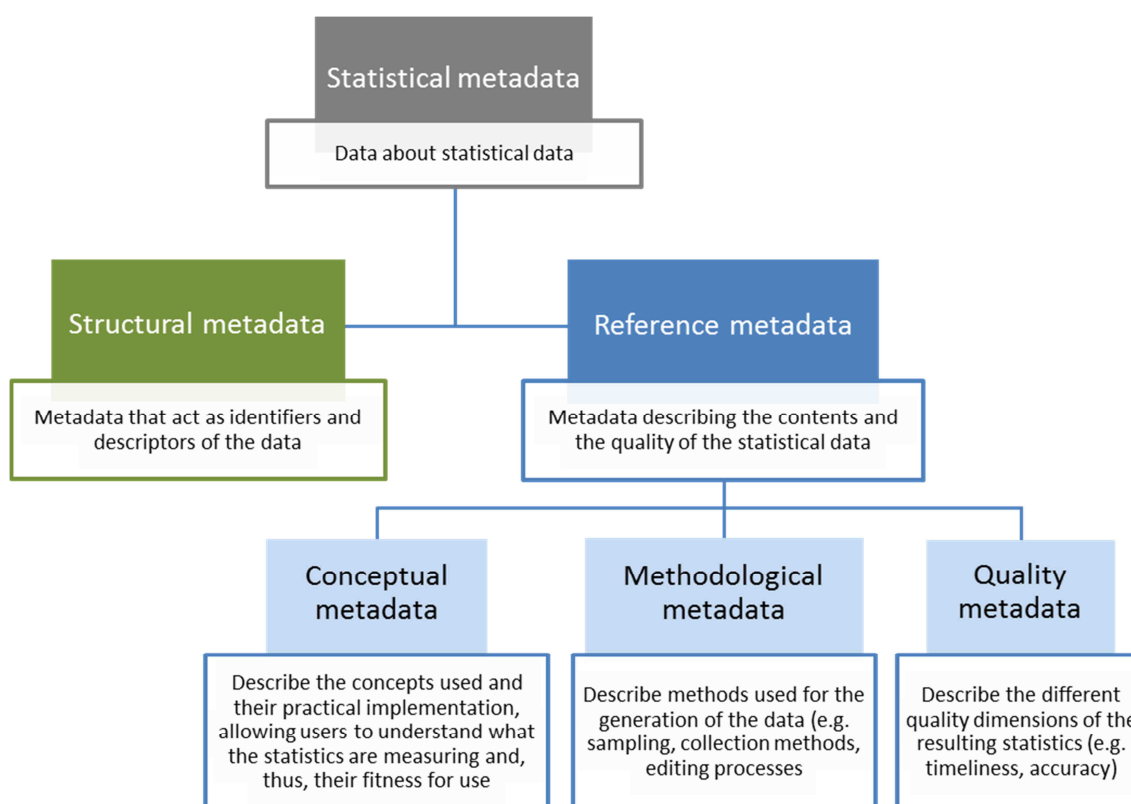 Statistical metadata
Data about statistical data
Structural metadata
Metadata that act as identifiers and
descriptors of the data
Reference metadata
Metadata describing the contents and
the quality of the statistical data
Conceptual
metadata
Describe the concepts used and
their practical implementation,
allowing users to understand what
the statistics are measuring and,
thus, their fitness for use
Methodological
metadata
Describe methods used for the
generation of the data (e.g.
sampling, collection methods,
editing processes
Quality
metadata
Describe the different
quality dimensions of the
resulting statistics (e.g.
timeliness, accuracy)